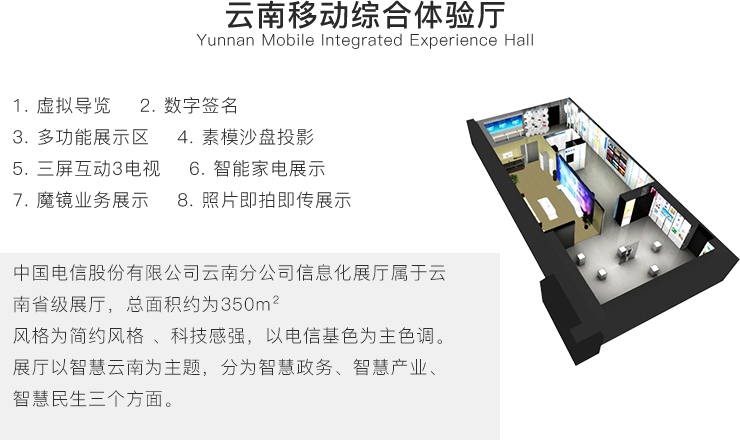 云南移动综合体验厅
Yunnan Mobile Integrated Experience Hall
1. 虚拟导览 2. 数字签名
3. 多功能展示区 4. 素模沙盘投影
5. 三屏互动3电视 6. 智能家电展示
7. 魔镜业务展示 8. 照片即拍即传展示
中国电信股份有限公司云南分公司信息化展厅属于云
南省级展厅，总面积约为350m²
风格为简约风格 、科技感强，以电信基色为主色调。
展厅以智慧云南为主题，分为智慧政务、智慧产业、
智慧民生三个方面。